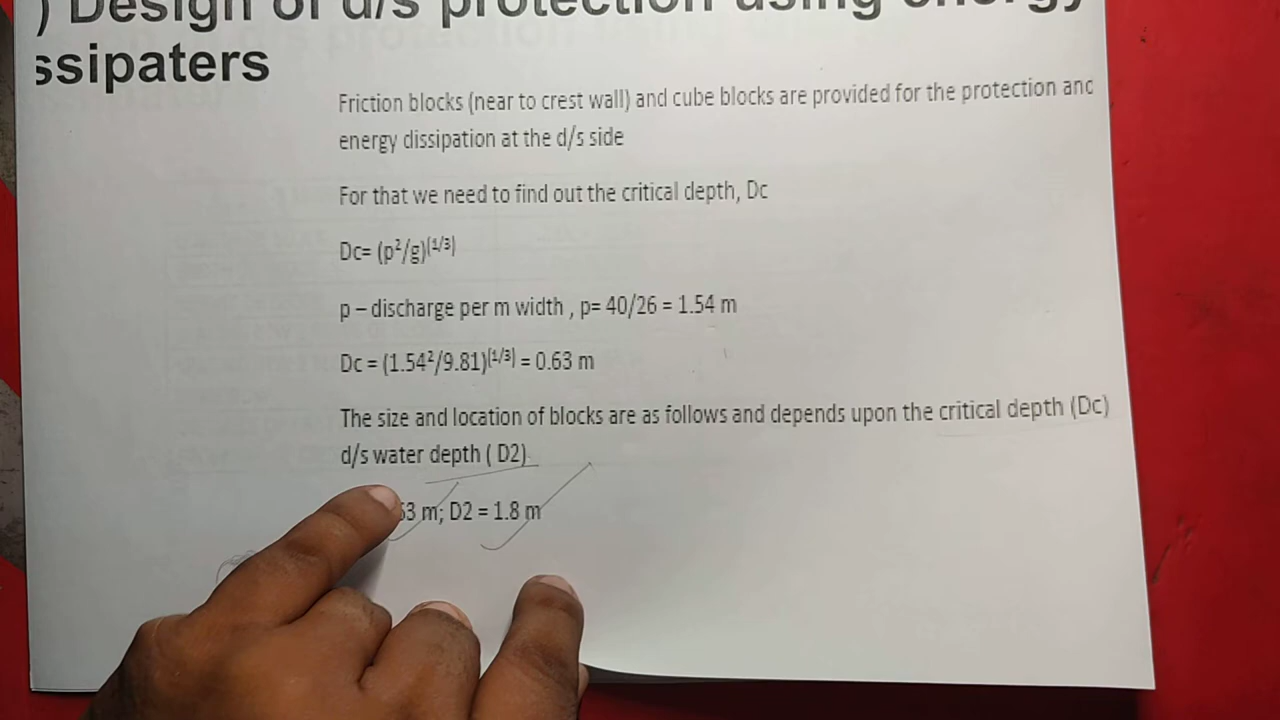 ) Design of d/s protection using energy
ssipaters
Friction blocks (near to crest wall) and cube blocks are provided for the protection and
energy dissipation at the d/s side
For that we need to find out the critical depth, Dc
Dc= (p²/g)⁽¹/³⁾
p – discharge per m width , p= 40/26 = 1.54 m
Dc = (1.54²/9.81)⁽¹/³⁾ = 0.63 m
The size and location of blocks are as follows and depends upon the critical depth (Dc)
d/s water depth ( D2)
63 m; D2 = 1.8 m